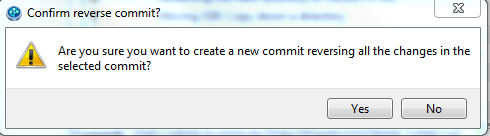 Confirm reverse commit?
Are you sure you want to create a new commit reversing all the changes in the
selected commit?
Yes No